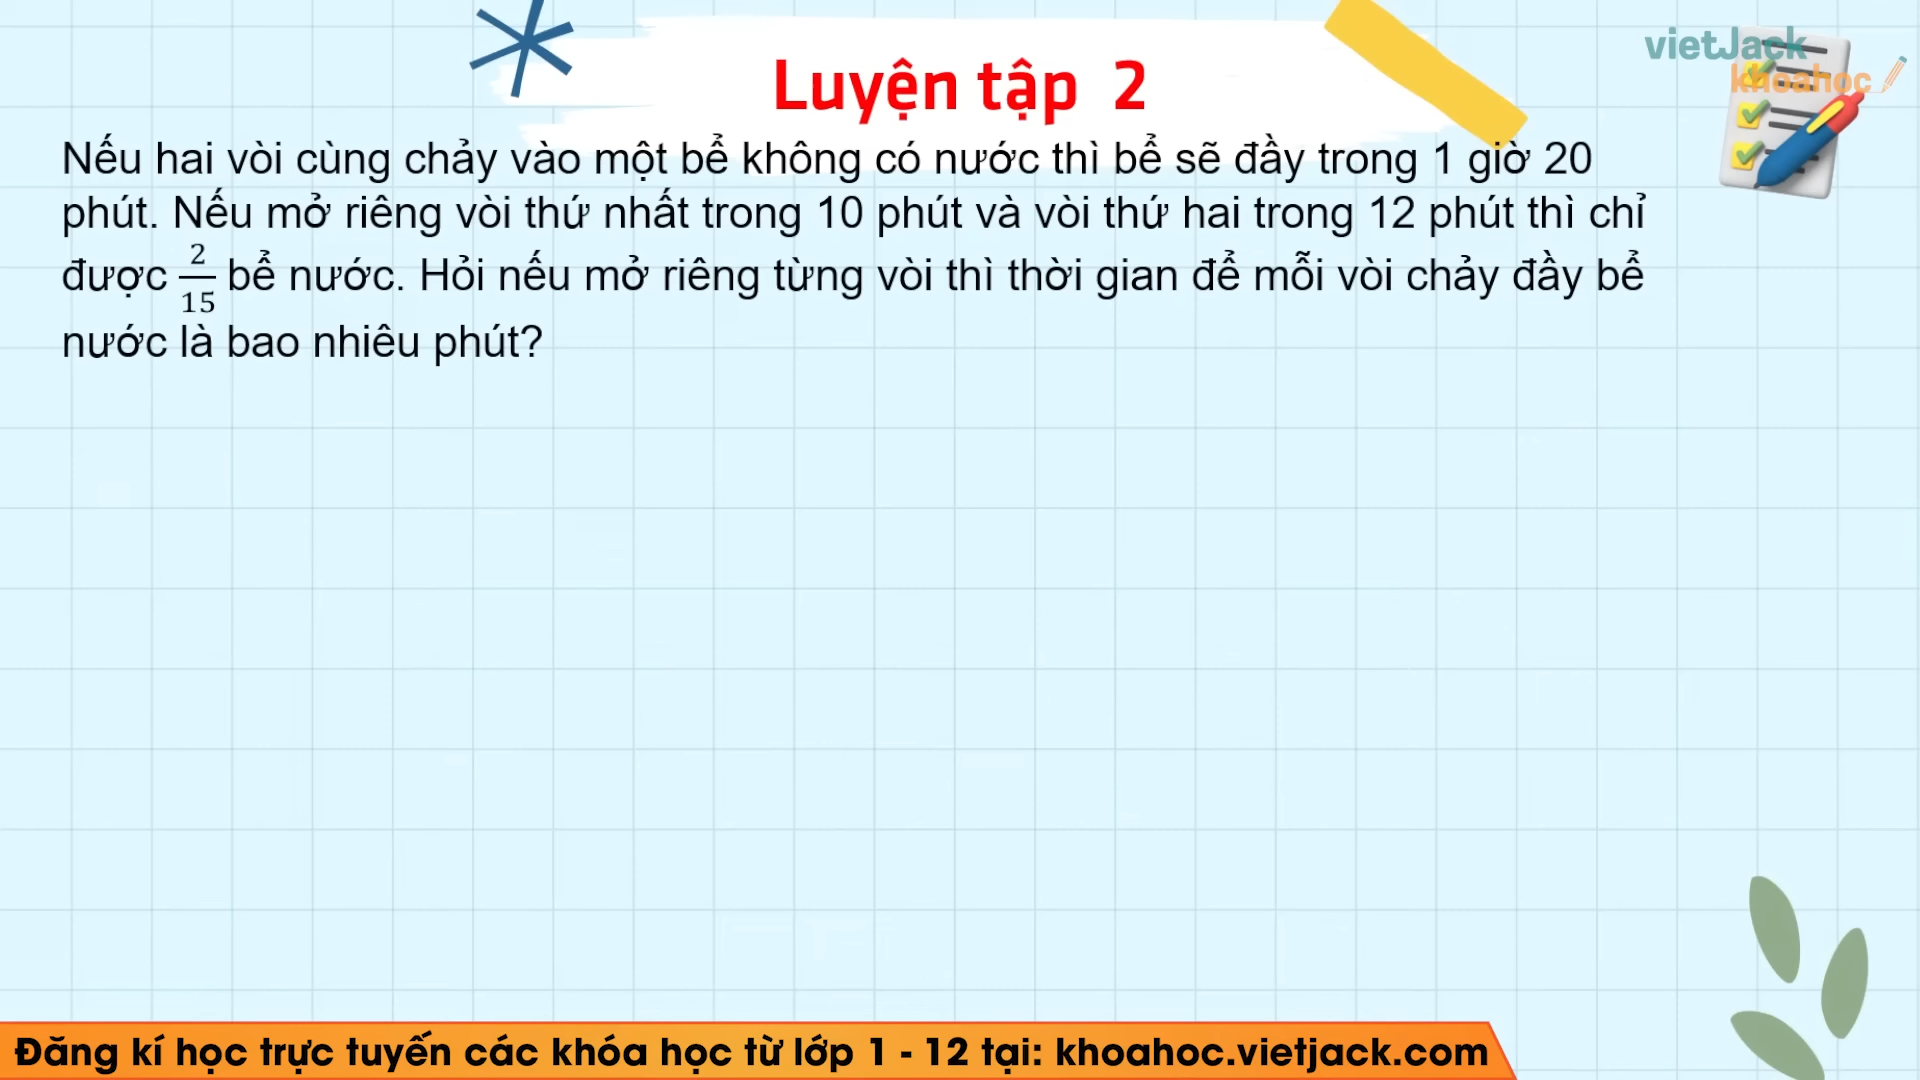 vietJack
khoahoc
Luyện tập 2
Nếu hai vòi cùng chảy vào một bể không có nước thì bể sẽ đầy trong 1 giờ 20
phút. Nếu mở riêng vòi thứ nhất trong 10 phút và vòi thứ hai trong 12 phút thì chỉ
được 2/15 bể nước. Hỏi nếu mở riêng từng vòi thì thời gian để mỗi vòi chảy đầy bể
nước là bao nhiêu phút?
Đăng kí học trực tuyến các khóa học từ lớp 1 - 12 tại: khoahoc.vietjack.com